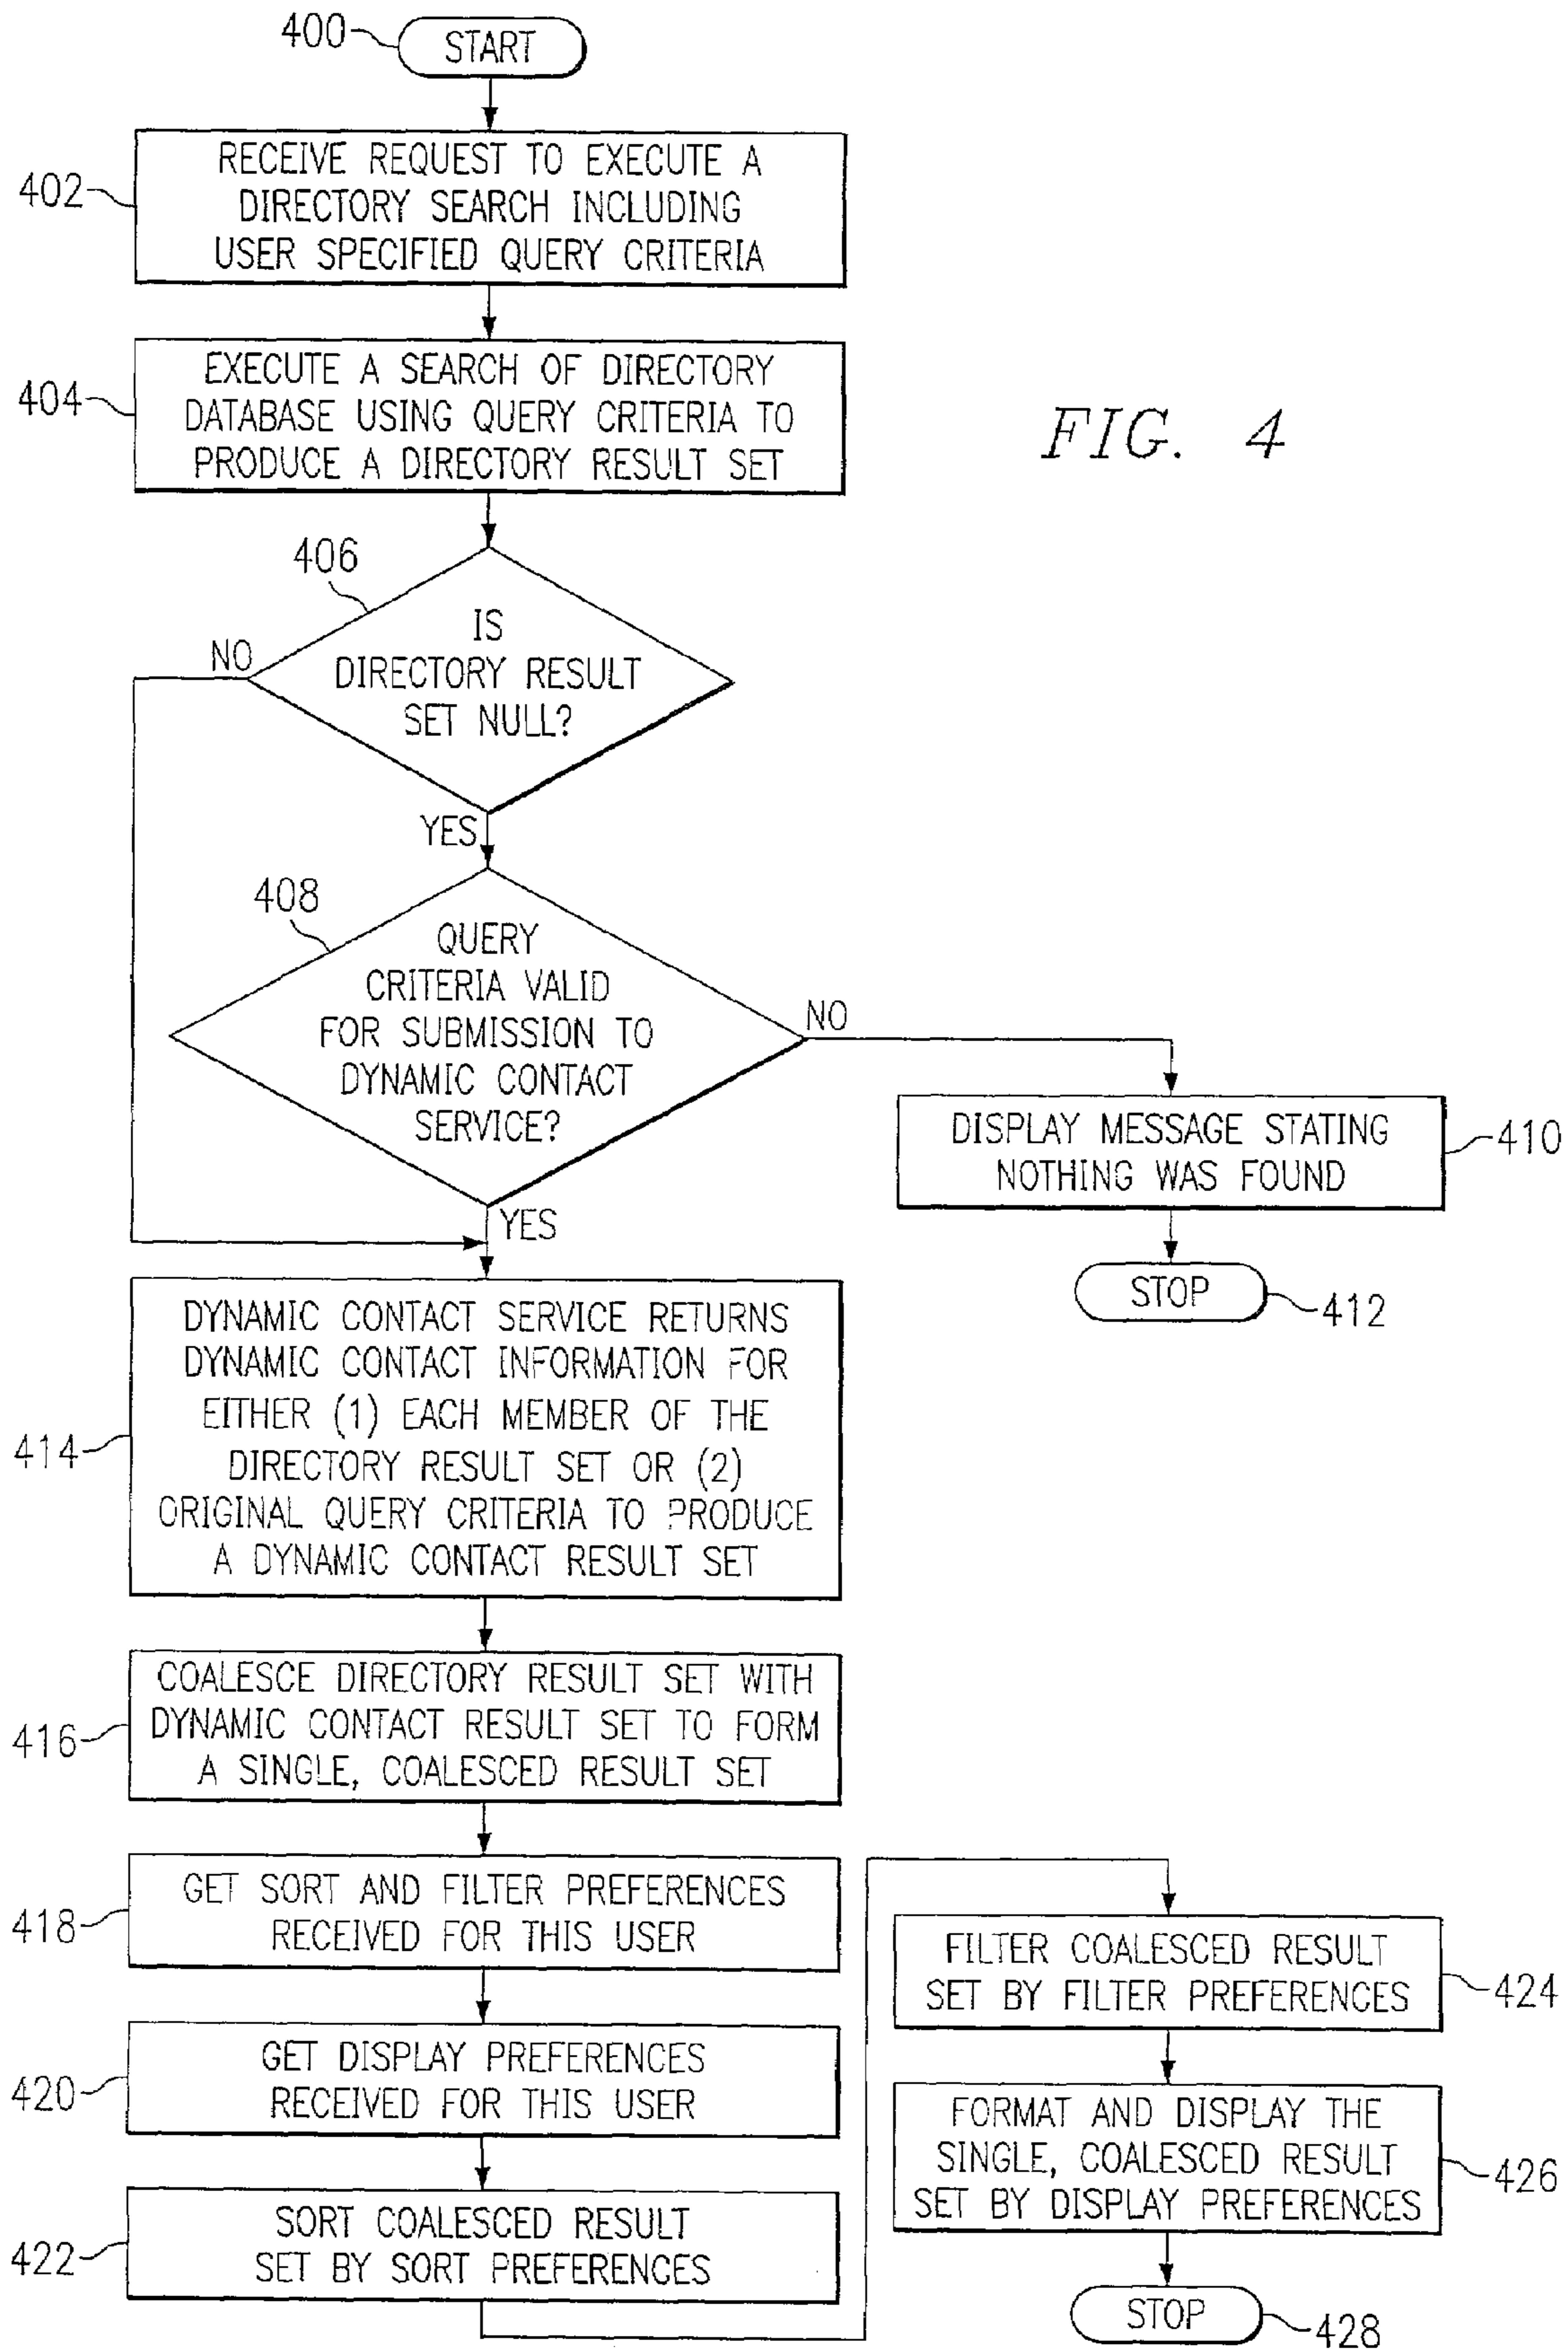 400
START
402
RECEIVE REQUEST TO EXECUTE A
DIRECTORY SEARCH INCLUDING
USER SPECIFIED QUERY CRITERIA
404
EXECUTE A SEARCH OF DIRECTORY
DATABASE USING QUERY CRITERIA TO
PRODUCE A DIRECTORY RESULT SET
FIG. 4
406
IS
DIRECTORY RESULT
SET NULL?
NO
YES
408
QUERY
CRITERIA VALID
FOR SUBMISSION TO
DYNAMIC CONTACT
SERVICE?
NO
YES
DISPLAY MESSAGE STATING
NOTHING WAS FOUND
410
STOP
412
414
DYNAMIC CONTACT SERVICE RETURNS
DYNAMIC CONTACT INFORMATION FOR
EITHER (1) EACH MEMBER OF THE
DIRECTORY RESULT SET OR (2)
ORIGINAL QUERY CRITERIA TO PRODUCE
A DYNAMIC CONTACT RESULT SET
416
COALESCE DIRECTORY RESULT SET WITH
DYNAMIC CONTACT RESULT SET TO FORM
A SINGLE, COALESCED RESULT SET
418
GET SORT AND FILTER PREFERENCES
RECEIVED FOR THIS USER
420
GET DISPLAY PREFERENCES
RECEIVED FOR THIS USER
422
SORT COALESCED RESULT
SET BY SORT PREFERENCES
FILTER COALESCED RESULT
SET BY FILTER PREFERENCES
424
FORMAT AND DISPLAY THE
SINGLE, COALESCED RESULT
SET BY DISPLAY PREFERENCES
426
STOP
428